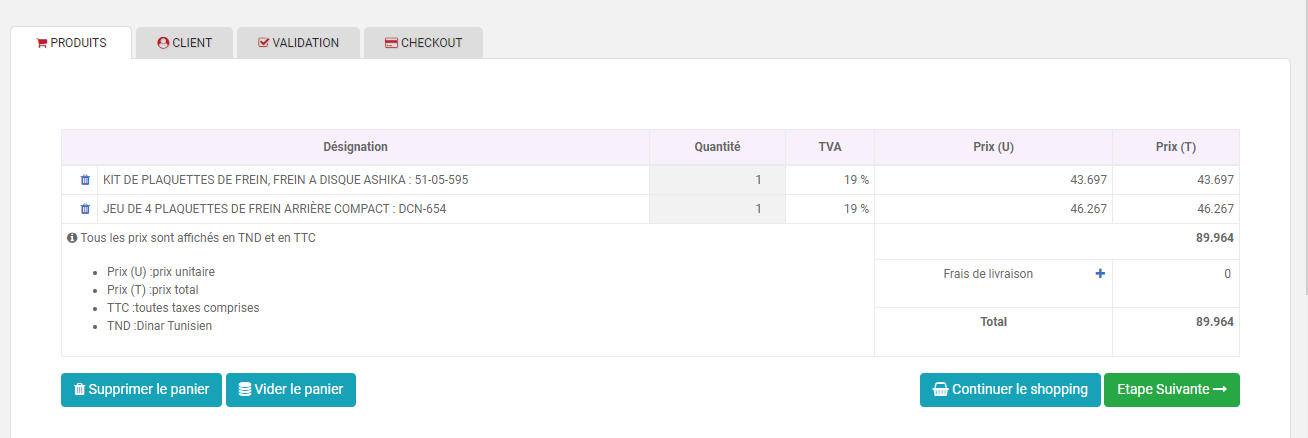 PRODUITS CLIENT VALIDATION CHECKOUT
Désignation Quantité TVA Prix (U) Prix (T)
KIT DE PLAQUETTES DE FREIN, FREIN A DISQUE ASHIKA : 51-05-595 1 19 % 43.697 43.697
JEU DE 4 PLAQUETTES DE FREIN ARRIÈRE COMPACT : DCN-654 1 19 % 46.267 46.267
Tous les prix sont affichés en TND et en TTC 89.964
Prix (U) :prix unitaire
Prix (T) :prix total
TTC :toutes taxes comprises
TND :Dinar Tunisien
Frais de livraison 0
Total 89.964
Supprimer le panier Vider le panier Continuer le shopping Etape Suivante